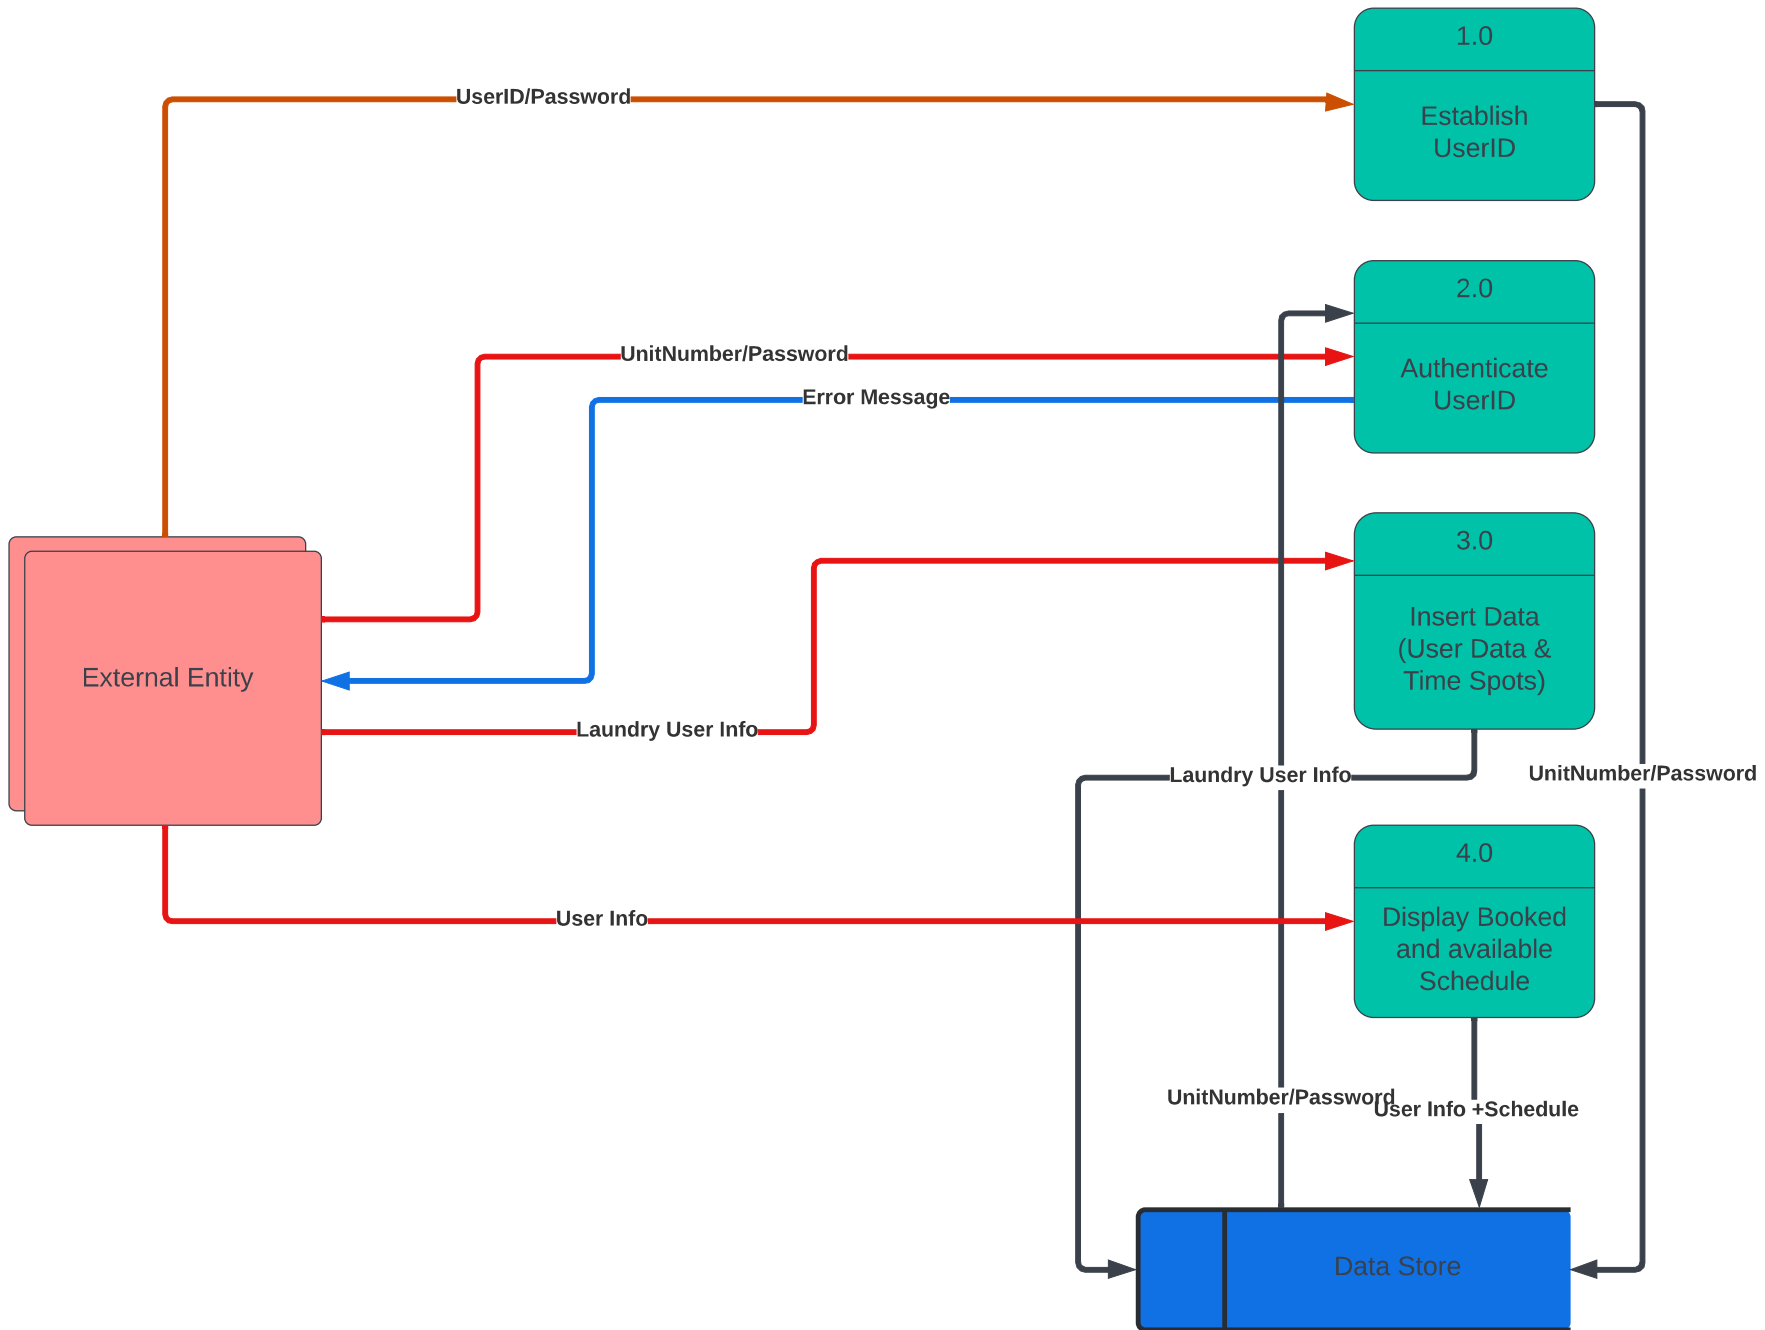 1.0
UserID/Password
Establish
UserID
2.0
UnitNumber/Password
Authenticate
UserID
Error Message
3.0
Insert Data
(User Data &
Time Spots)
External Entity
Laundry User Info
Laundry User Info
UnitNumber/Password
4.0
User Info
Display Booked
and available
Schedule
UnitNumber/Password
User Info +Schedule
Data Store